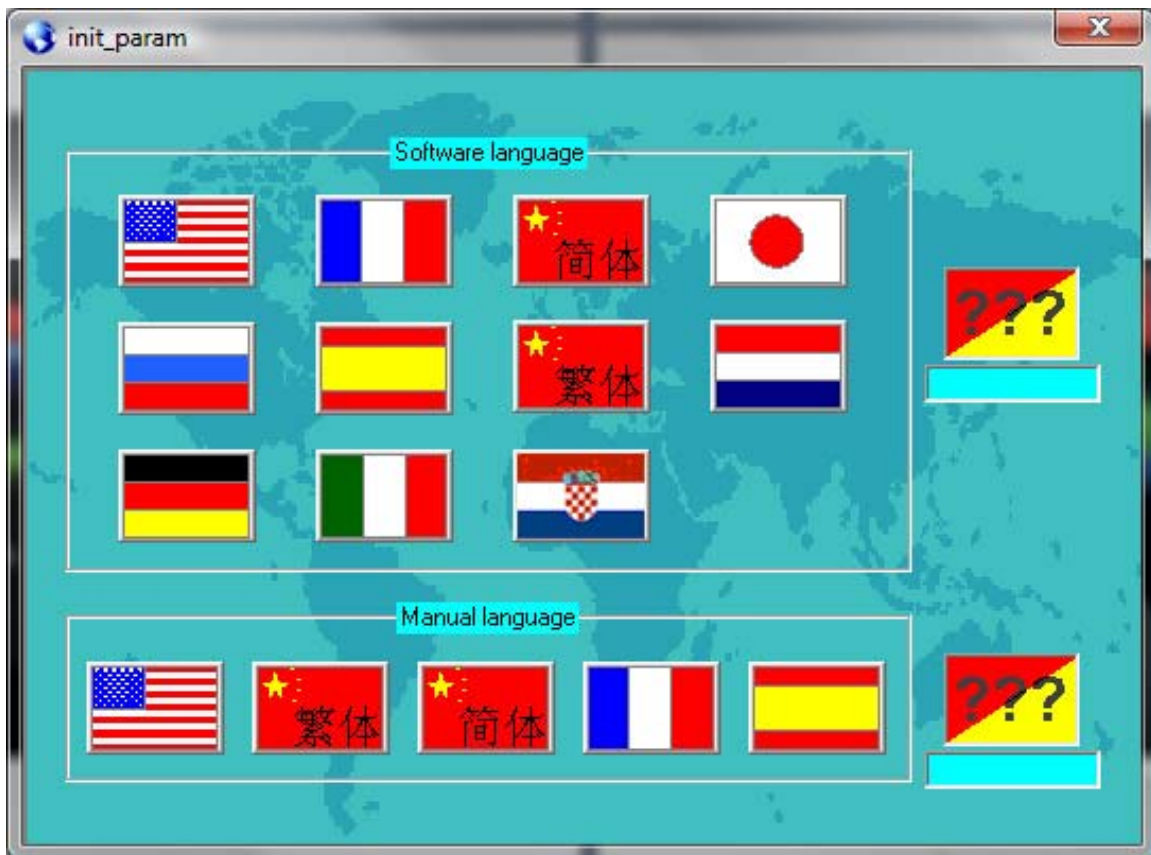 init_param
Software language
简体
???
繁体
Manual language
繁体
简体
???